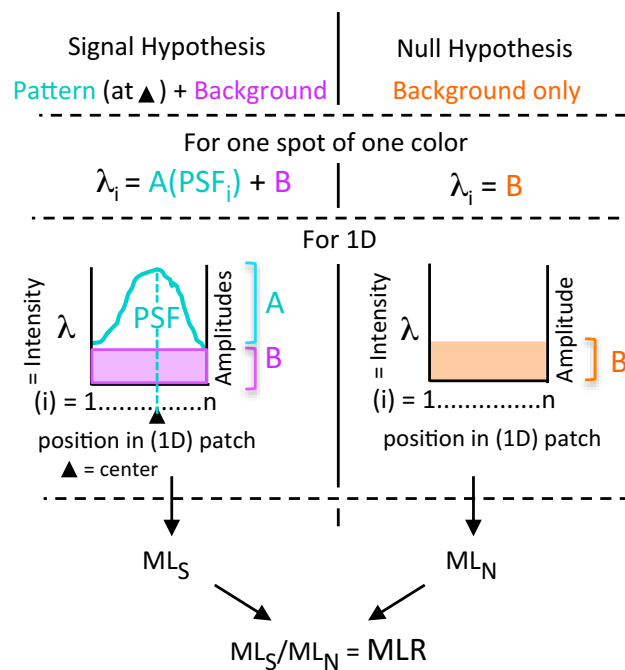 Signal Hypothesis
Pattern (at ▲) + Background
Null Hypothesis
Background only
For one spot of one color
λi = A(PSFi) + B
λi = B
For 1D
= Intensity
λ
PSF
Amplitudes
A
B
(i) = 1...............n
position in (1D) patch
▲ = center
= Intensity
λ
Amplitude
B
(i) = 1...............n
position in (1D) patch
MLS
MLN
MLS/MLN = MLR